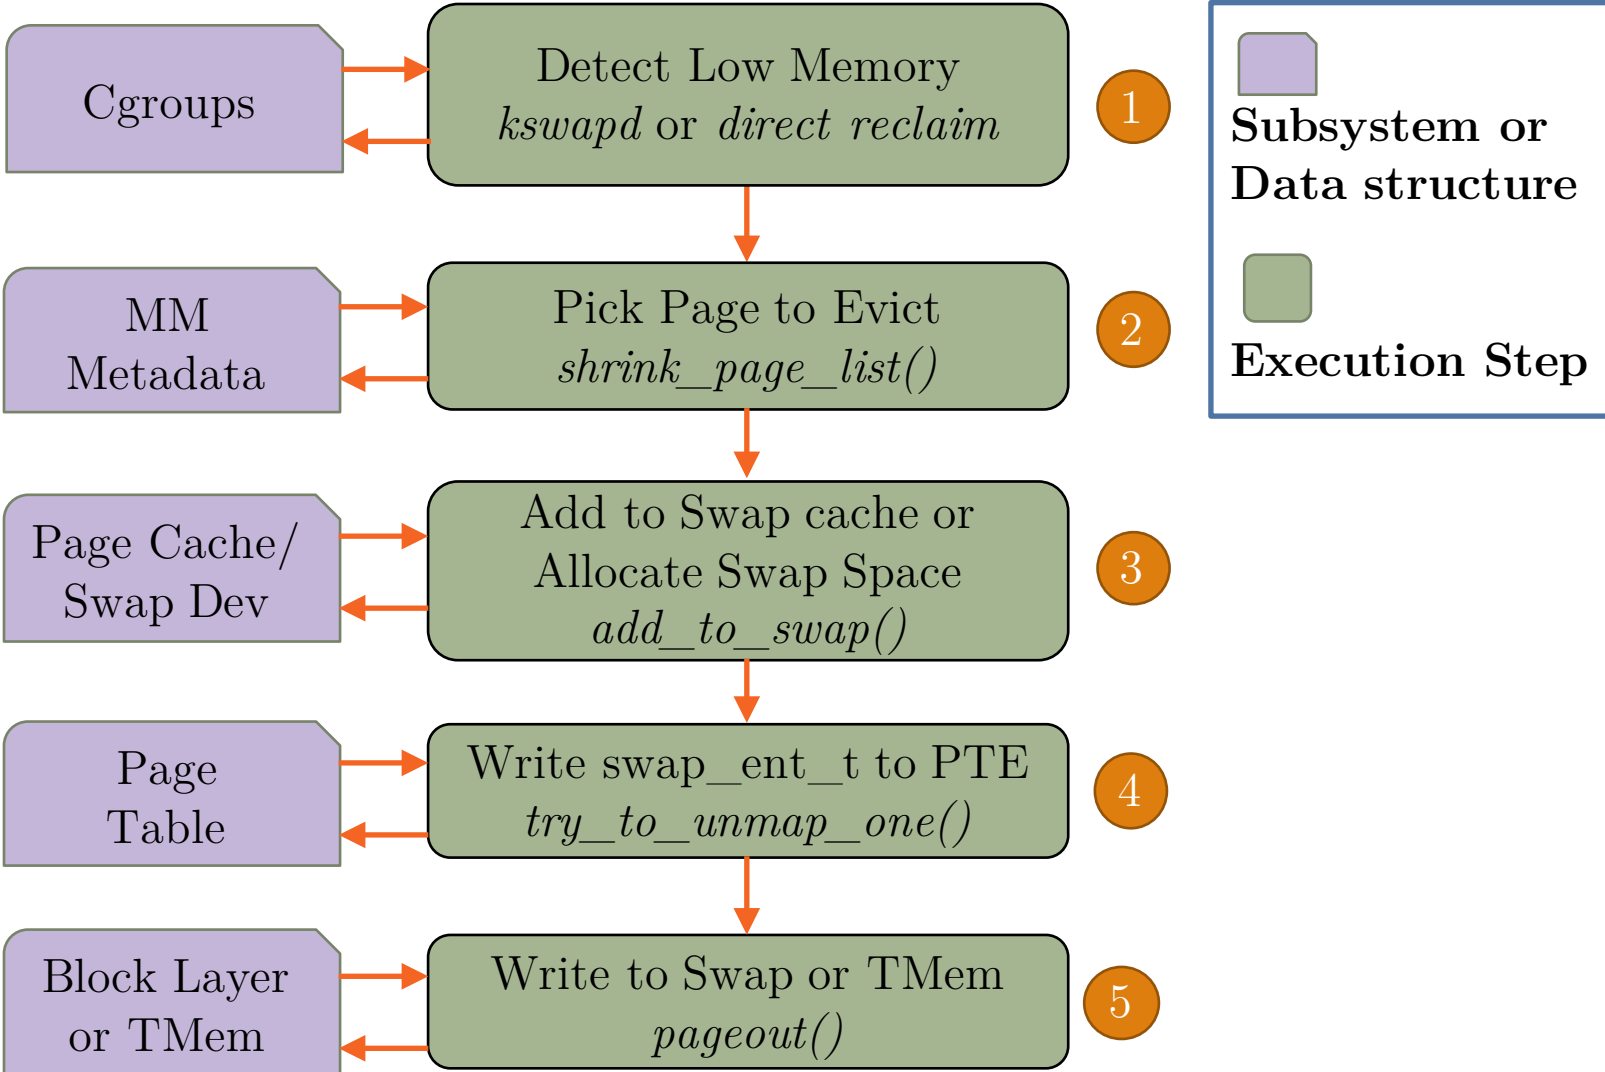 Cgroups
Detect Low Memory
kswapd or direct reclaim
1
MM
Metadata
Pick Page to Evict
shrink_page_list()
2
Page Cache/
Swap Dev
Add to Swap cache or
Allocate Swap Space
add_to_swap()
3
Page
Table
Write swap_ent_t to PTE
try_to_unmap_one()
4
Block Layer
or TMem
Write to Swap or TMem
pageout()
5
Subsystem or
Data structure
Execution Step